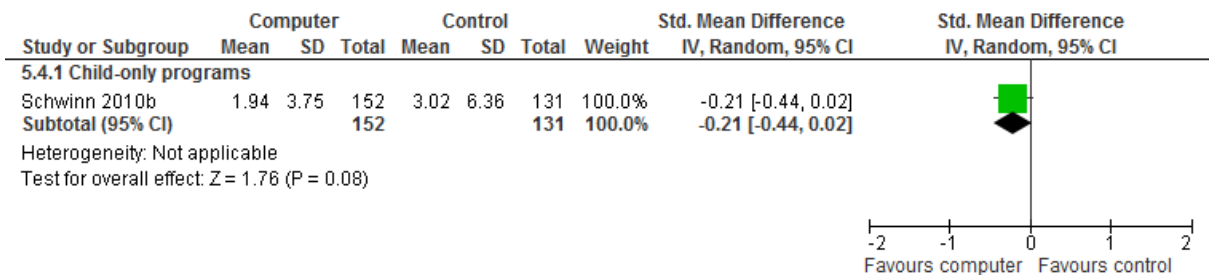 Computer Control Std. Mean Difference Std. Mean Difference
Study or Subgroup Mean SD Total Mean SD Total Weight IV, Random, 95% CI IV, Random, 95% CI
5.4.1 Child-only programs
Schwinn 2010b 1.94 3.75 152 3.02 6.36 131 100.0% -0.21 [-0.44, 0.02]
Subtotal (95% CI) 152 131 100.0% -0.21 [-0.44, 0.02]
Heterogeneity: Not applicable
Test for overall effect: Z = 1.76 (P = 0.08)
-2 -1 0 1 2
Favours computer Favours control